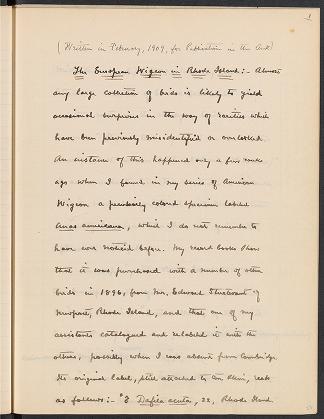 1
(Written in February, 1909, for Publication in the Auk)
The European Wigeon in Rhode Island:- Almost
any large collection of birds is likely to yield
occasional surprises in the way of rarities which
have been previously misidentified or overlooked.
An instance of this happened only a few weeks
ago when I found in my series of American
Wigeon a peculiarly colored specimen labeled
Anas americana, which I do not remember to
have ever noticed before. My record books show
that it was purchased with a number of other
birds in 1896, from Mr. Edward Sturtevant of
Newport, Rhode Island, and that one of my
assistants catalogued and relabeled it with the
others, possibly when I was absent from Cambridge.
Its original label, still attached to the skin, reads
as follows:- "♂ Dafila acuta, 22, Rhode Island